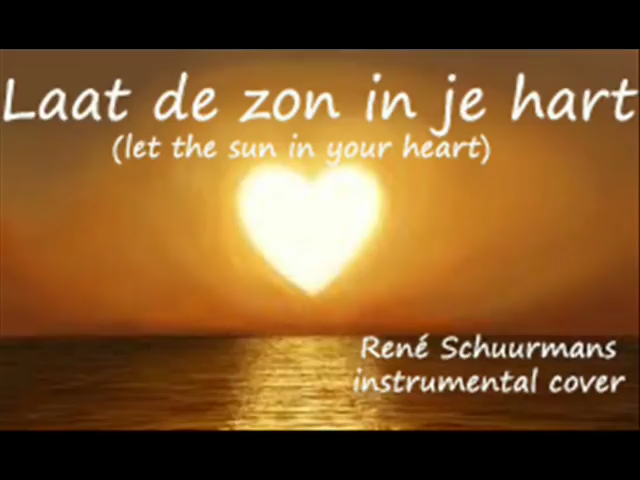 Laat de zon in je hart
(let the sun in your heart)
René Schuurmans
instrumental cover